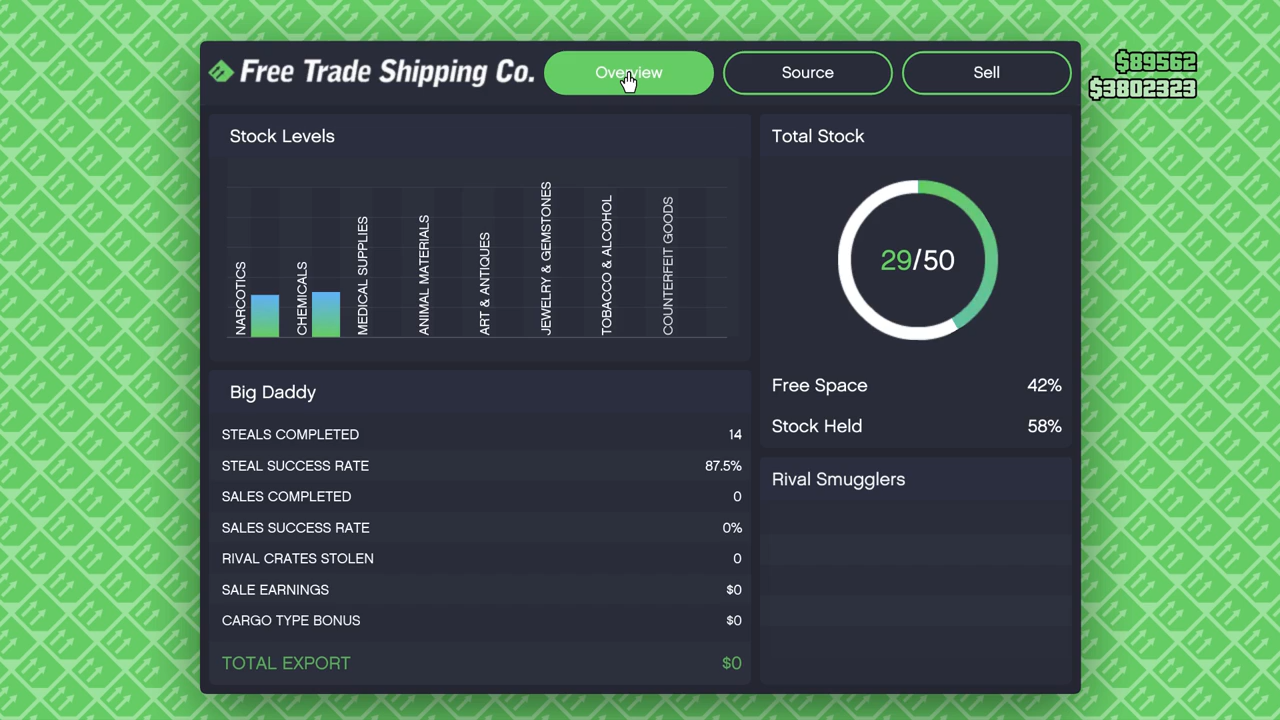 Free Trade Shipping Co.
Overview
Source
Sell
$89562
$3802323
Stock Levels
NARCOTICS
CHEMICALS
MEDICAL SUPPLIES
ANIMAL MATERIALS
ART & ANTIQUES
JEWELRY & GEMSTONES
TOBACCO & ALCOHOL
COUNTERFEIT GOODS
Total Stock
29/50
Free Space 42%
Stock Held 58%
Big Daddy
STEALS COMPLETED 14
STEAL SUCCESS RATE 87.5%
SALES COMPLETED 0
SALES SUCCESS RATE 0%
RIVAL CRATES STOLEN 0
SALE EARNINGS $0
CARGO TYPE BONUS $0
TOTAL EXPORT $0
Rival Smugglers